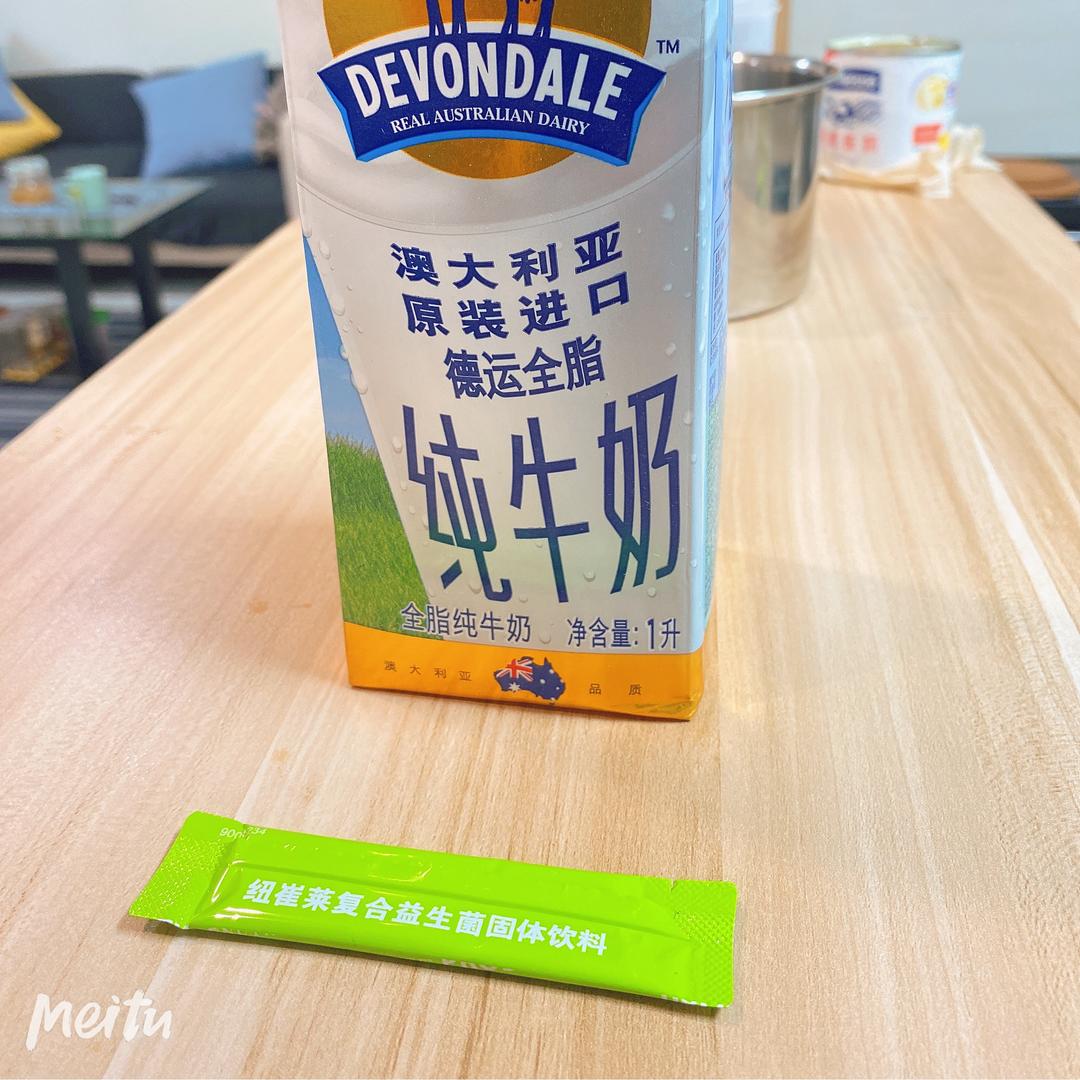 DEVONDALE
TM
REAL AUSTRALIAN DAIRY
澳大利亚
原装进口
德运全脂
纯牛奶
全脂纯牛奶 净含量:1升
澳大利亚 品质
纽崔莱复合益生菌固体饮料
meitu